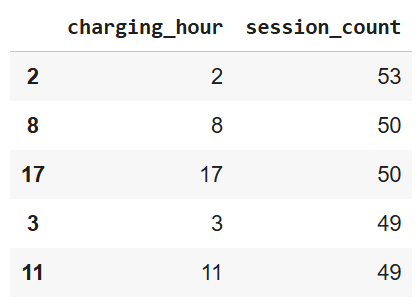 charging_hour session_count
2 2 53
8 8 50
17 17 50
3 3 49
11 11 49